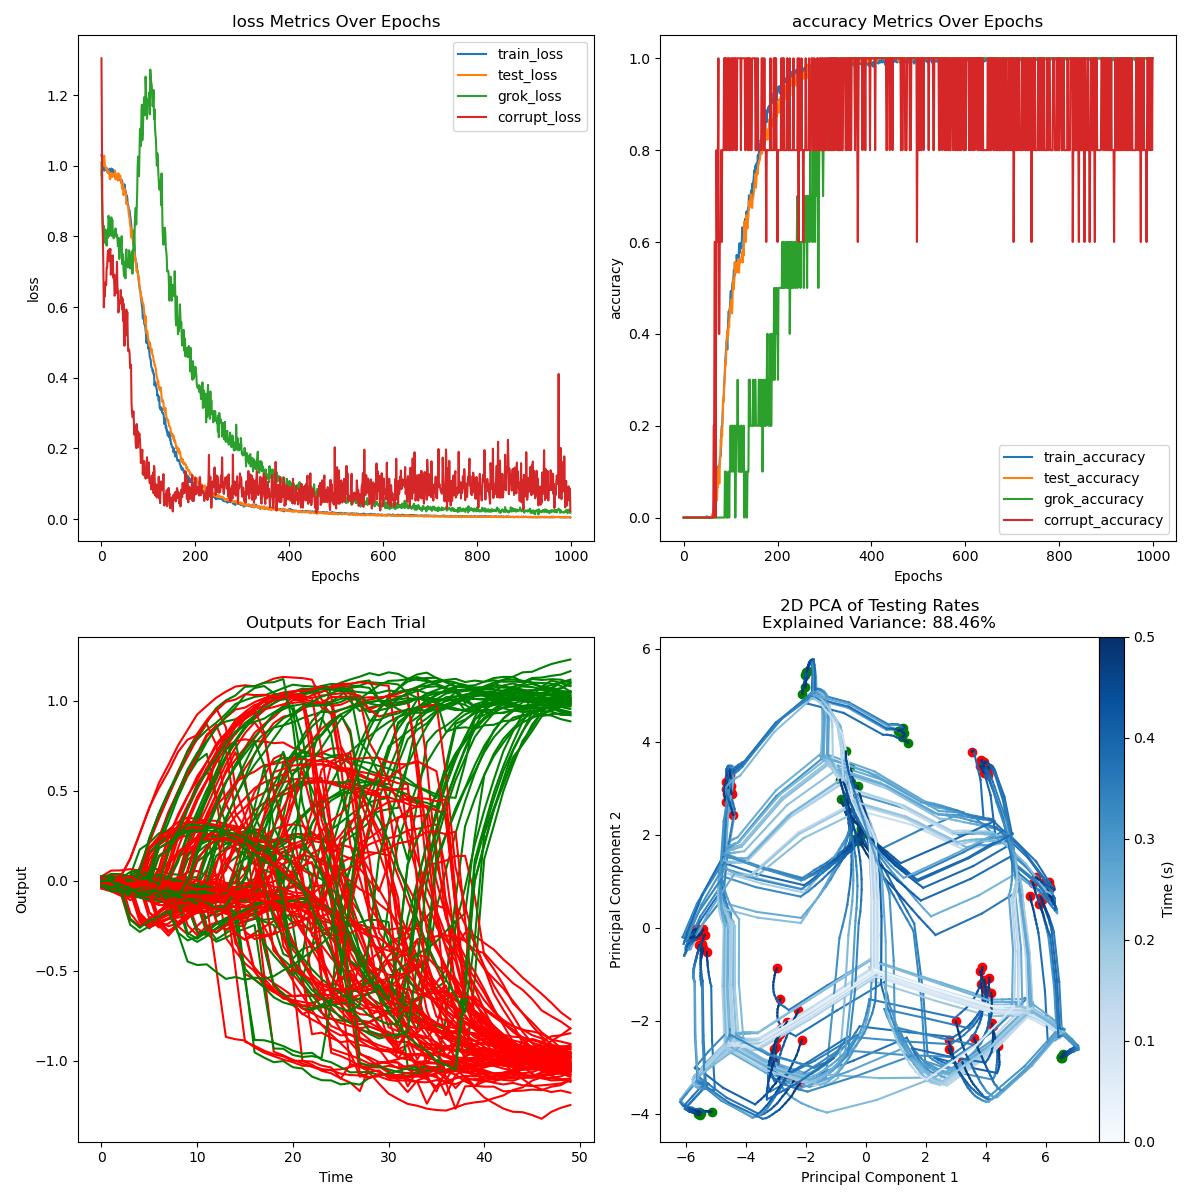 loss Metrics Over Epochs
1.2
1.0
0.8
0.6
0.4
0.2
0.0
loss
0 200 400 600 800 1000
Epochs
train_loss
test_loss
grok_loss
corrupt_loss
accuracy Metrics Over Epochs
1.0
0.8
0.6
0.4
0.2
0.0
accuracy
0 200 400 600 800 1000
Epochs
train_accuracy
test_accuracy
grok_accuracy
corrupt_accuracy
Outputs for Each Trial
1.0
0.5
0.0
−0.5
−1.0
Output
0 10 20 30 40 50
Time
2D PCA of Testing Rates
Explained Variance: 88.46%
6
4
2
0
−2
−4
Principal Component 2
−6 −4 −2 0 2 4 6
Principal Component 1
0.5
0.4
0.3
0.2
0.1
0.0
Time (s)